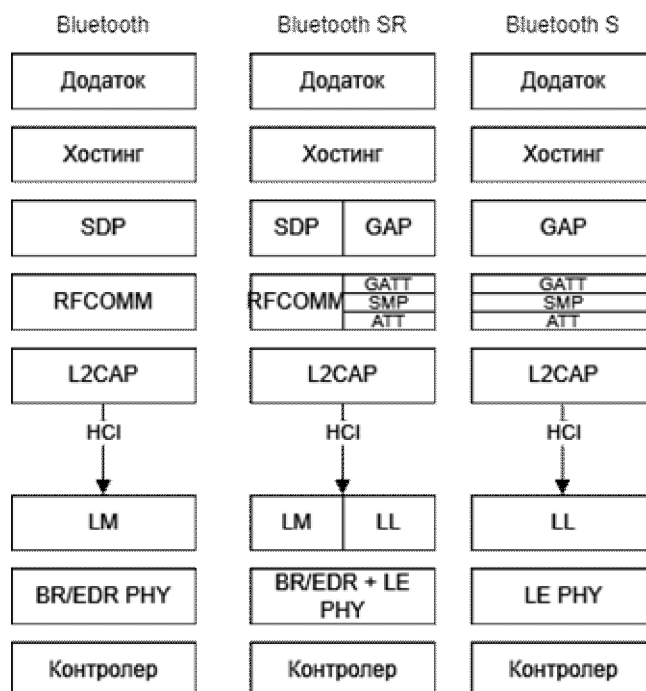 Bluetooth
Bluetooth SR
Bluetooth S
Додаток
Додаток
Додаток
Хостинг
Хостинг
Хостинг
SDP
SDP
GAP
GAP
RFCOMM
RFCOMM
GATT
SMP
ATT
GATT
SMP
ATT
L2CAP
L2CAP
L2CAP
HCI
HCI
HCI
LM
LM
LL
LL
BR/EDR PHY
BR/EDR + LE
PHY
LE PHY
Контролер
Контролер
Контролер